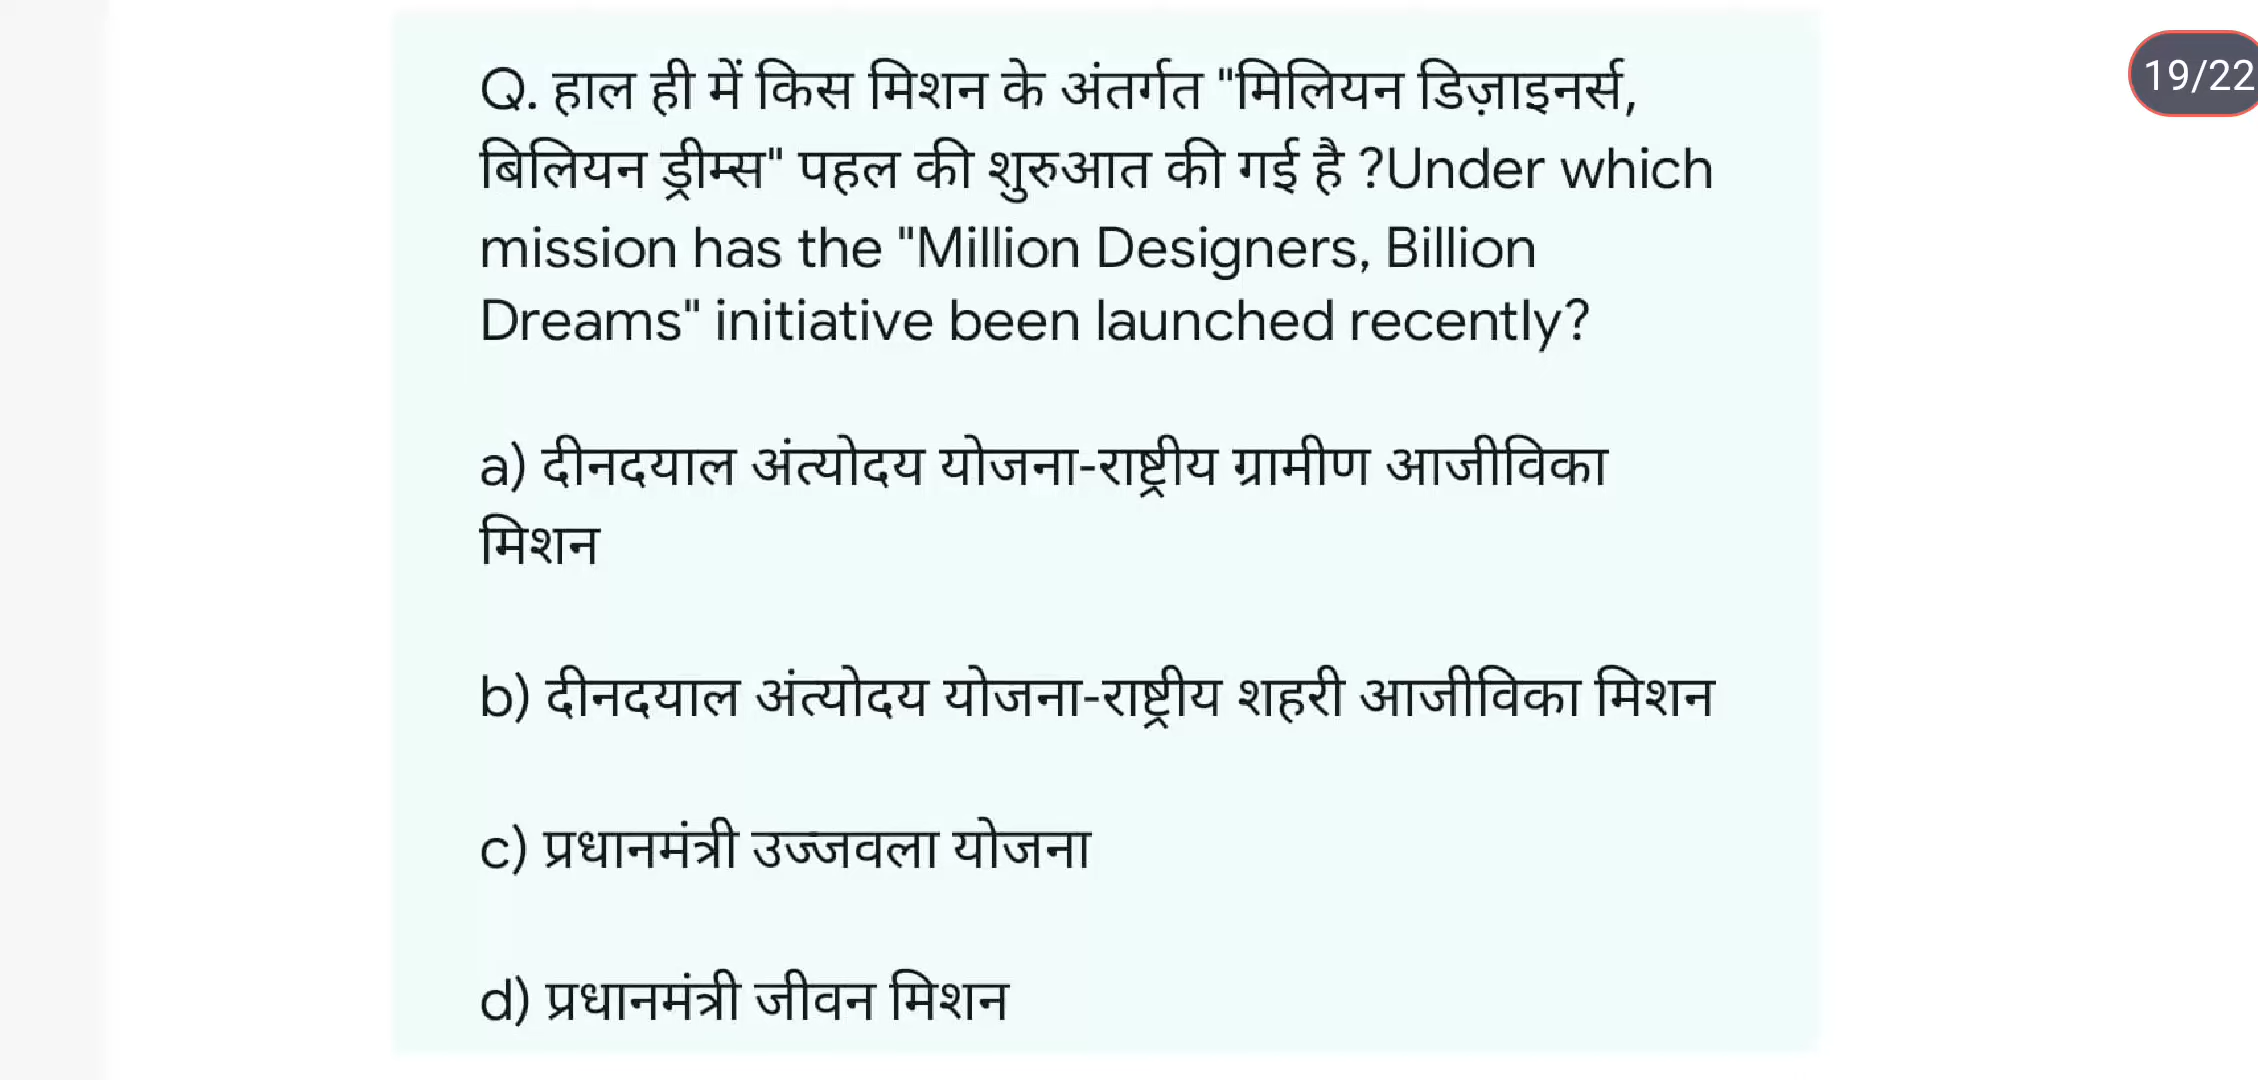 19/22
Q. हाल ही में किस मिशन के अंतर्गत "मिलियन डिज़ाइनर्स,
बिलियन ड्रीम्स" पहल की शुरुआत की गई है ?Under which
mission has the "Million Designers, Billion
Dreams" initiative been launched recently?
a) दीनदयाल अंत्योदय योजना-राष्ट्रीय ग्रामीण आजीविका
मिशन
b) दीनदयाल अंत्योदय योजना-राष्ट्रीय शहरी आजीविका मिशन
c) प्रधानमंत्री उज्जवला योजना
d) प्रधानमंत्री जीवन मिशन